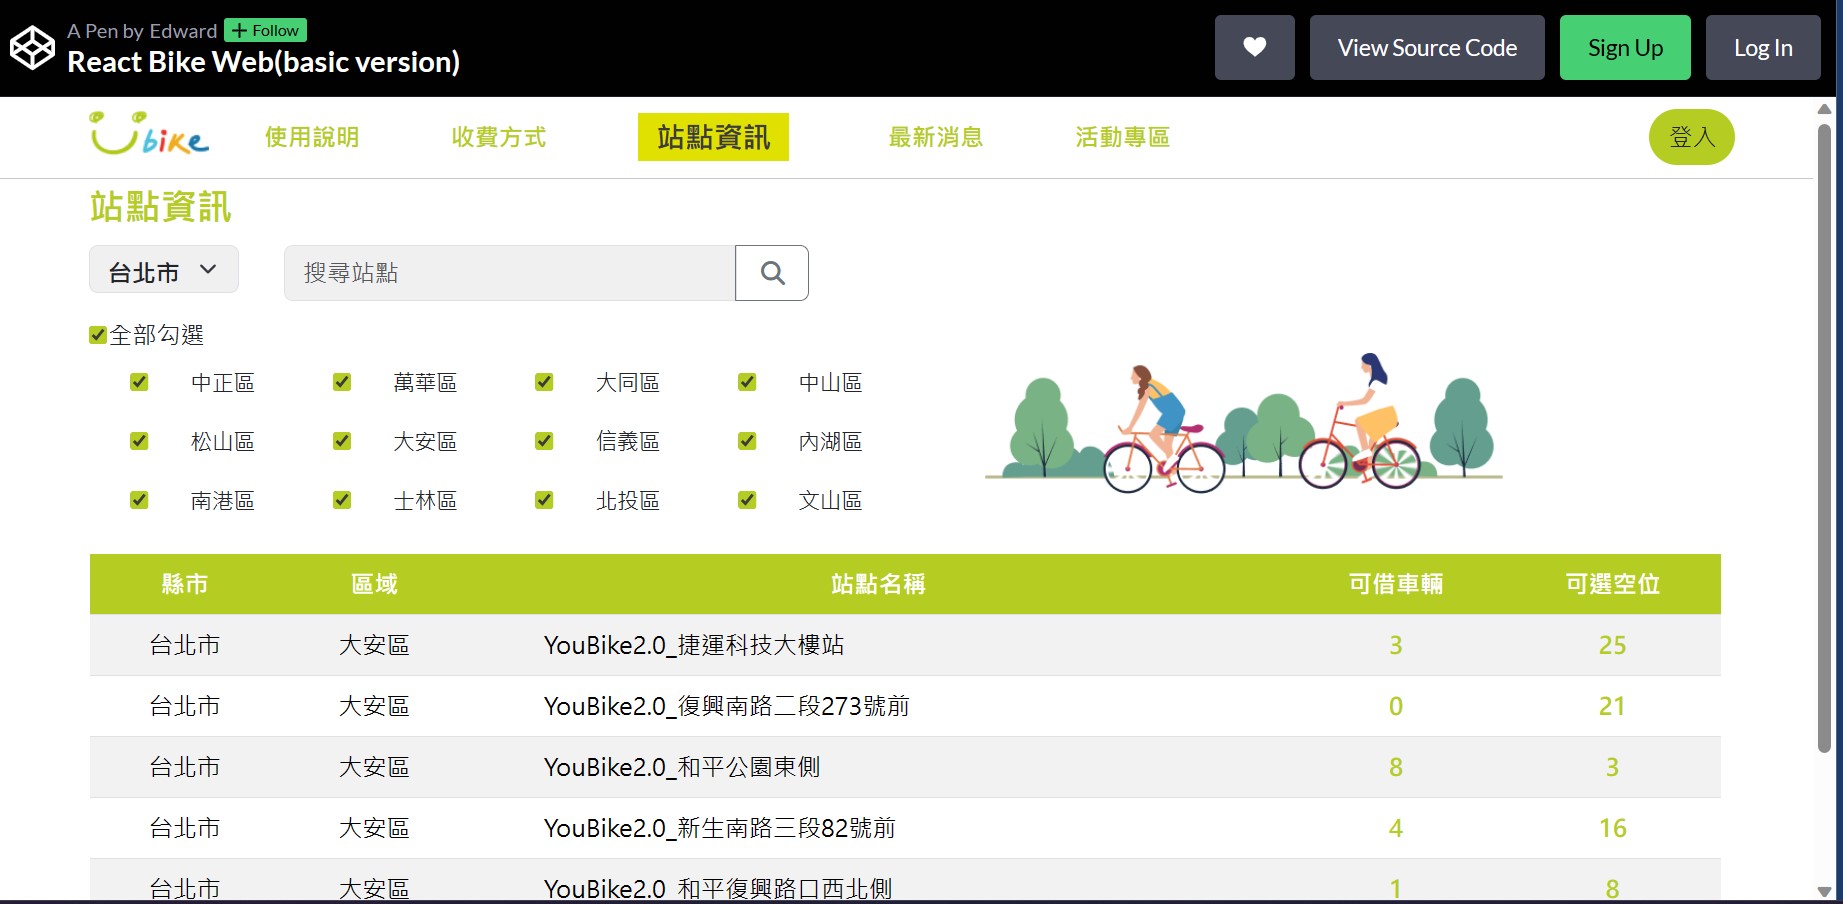 A Pen by Edward + Follow
React Bike Web(basic version)
View Source Code
Sign Up
Log In
Ubike
使用說明
收費方式
站點資訊
最新消息
活動專區
登入
站點資訊
台北市
搜尋站點
全部勾選
中正區 萬華區 大同區 中山區
松山區 大安區 信義區 內湖區
南港區 士林區 北投區 文山區
縣市 區域 站點名稱 可借車輛 可選空位
台北市 大安區 YouBike2.0_捷運科技大樓站 3 25
台北市 大安區 YouBike2.0_復興南路二段273號前 0 21
台北市 大安區 YouBike2.0_和平公園東側 8 3
台北市 大安區 YouBike2.0_新生南路三段82號前 4 16
台北市 大安區 YouBike2.0_和平復興路口西北側 1 8